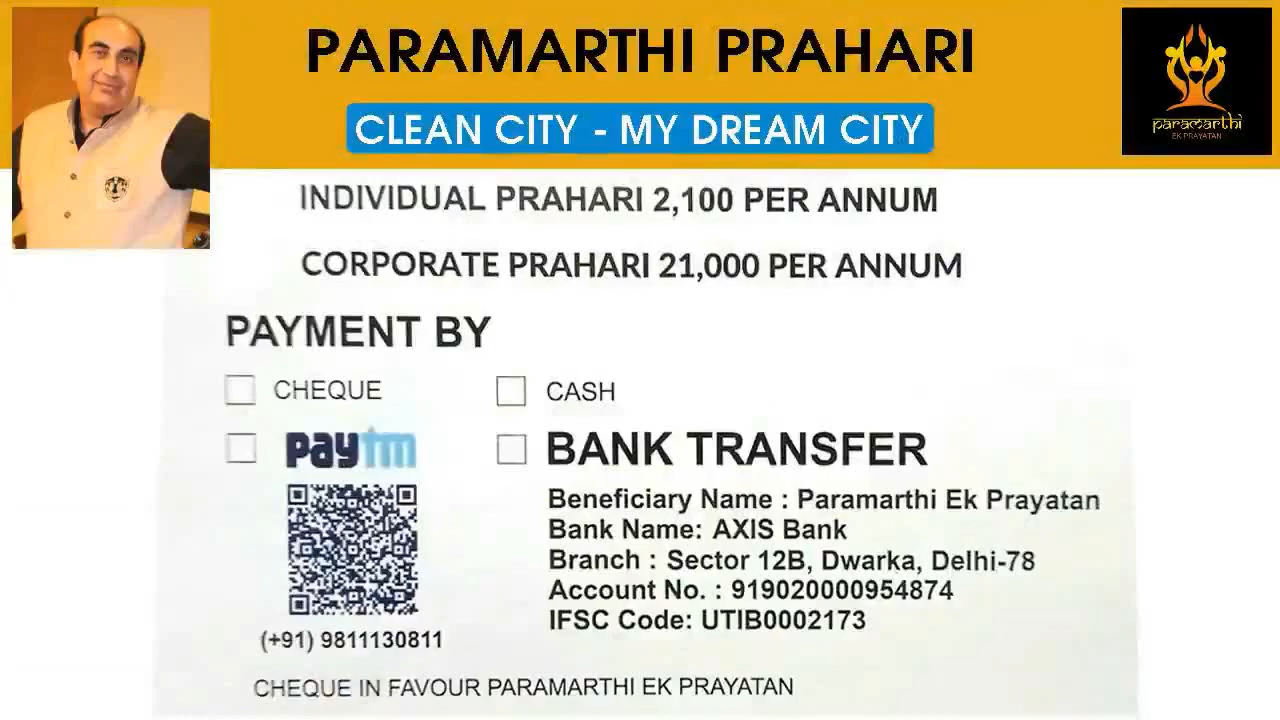 PARAMARTHI PRAHARI
CLEAN CITY - MY DREAM CITY
paramarthi
EK PRAYATAN
INDIVIDUAL PRAHARI 2,100 PER ANNUM
CORPORATE PRAHARI 21,000 PER ANNUM
PAYMENT BY
CHEQUE
CASH
paytm
BANK TRANSFER
Beneficiary Name : Paramarthi Ek Prayatan
Bank Name: AXIS Bank
Branch : Sector 12B, Dwarka, Delhi-78
Account No. : 919020000954874
IFSC Code: UTIB0002173
(+91) 9811130811
CHEQUE IN FAVOUR PARAMARTHI EK PRAYATAN